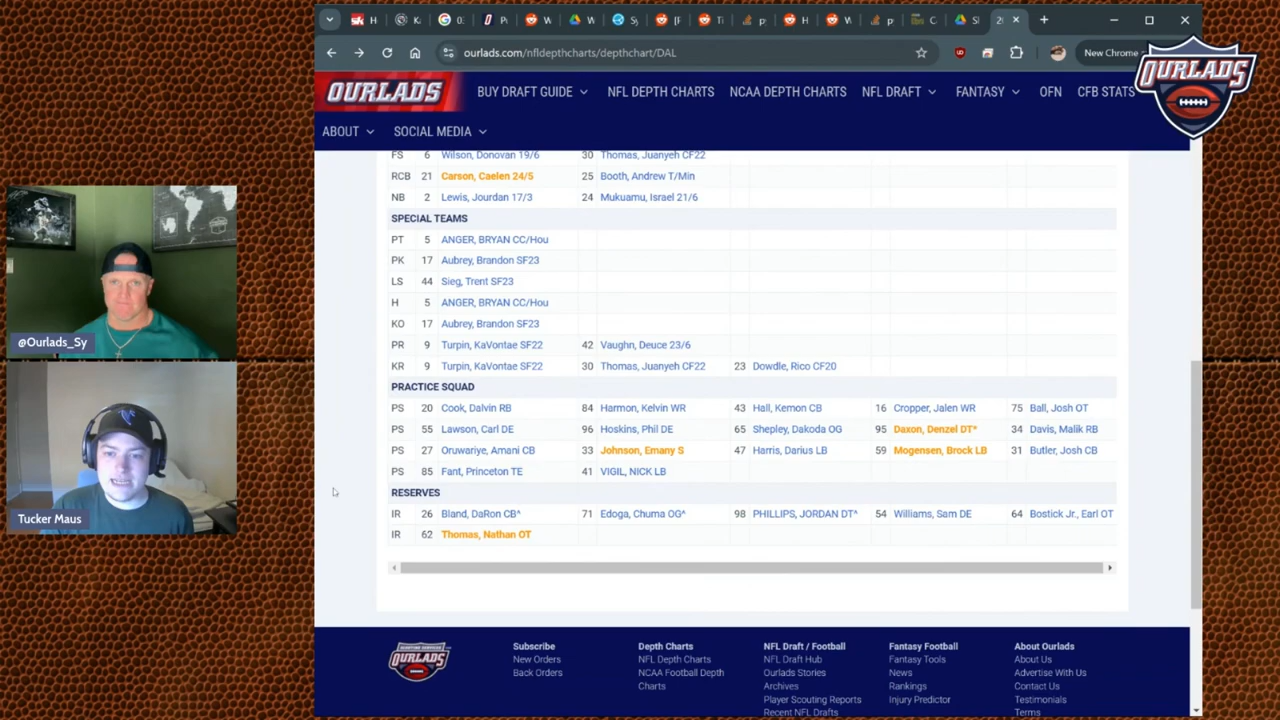 ourlads.com/nfldepthcharts/depthchart/DAL
New Chrome
OURLADS
OURLADS BUY DRAFT GUIDE NFL DEPTH CHARTS NCAA DEPTH CHARTS NFL DRAFT FANTASY OFN CFB STATS
ABOUT SOCIAL MEDIA
FS 6 Wilson, Donovan 19/6 30 Thomas, Juanyeh CF22
RCB 21 Carson, Caelen 24/5 25 Booth, Andrew T/Min
NB 2 Lewis, Jourdan 17/3 24 Mukuamu, Israel 21/6
SPECIAL TEAMS
PT 5 ANGER, BRYAN CC/Hou
PK 17 Aubrey, Brandon SF23
LS 44 Sieg, Trent SF23
H 5 ANGER, BRYAN CC/Hou
KO 17 Aubrey, Brandon SF23
PR 9 Turpin, KaVontae SF22 42 Vaughn, Deuce 23/6
KR 9 Turpin, KaVontae SF22 30 Thomas, Juanyeh CF22 23 Dowdle, Rico CF20
PRACTICE SQUAD
PS 20 Cook, Dalvin RB 84 Harmon, Kelvin WR 43 Hall, Kemon CB 16 Cropper, Jalen WR 75 Ball, Josh OT
PS 55 Lawson, Carl DE 96 Hoskins, Phil DE 65 Shepley, Dakoda OG 95 Daxon, Denzel DT* 34 Davis, Malik RB
PS 27 Oruwariye, Amani CB 33 Johnson, Emany S 47 Harris, Darius LB 59 Mogensen, Brock LB 31 Butler, Josh CB
PS 85 Fant, Princeton TE 41 VIGIL, NICK LB
RESERVES
IR 26 Bland, DaRon CB^ 71 Edoga, Chuma OG^ 98 PHILLIPS, JORDAN DT^ 54 Williams, Sam DE 64 Bostick Jr., Earl OT
IR 62 Thomas, Nathan OT
@Ourlads_Sy
Tucker Maus
OURLADS
Subscribe
New Orders
Back Orders
Depth Charts
NFL Depth Charts
NCAA Football Depth
Charts
NFL Draft / Football
NFL Draft Hub
Ourlads Stories
Archives
Player Scouting Reports
Recent NFL Drafts
Fantasy Football
Fantasy Tools
News
Rankings
Injury Predictor
About Ourlads
About Us
Advertise With Us
Contact Us
Testimonials
Terms